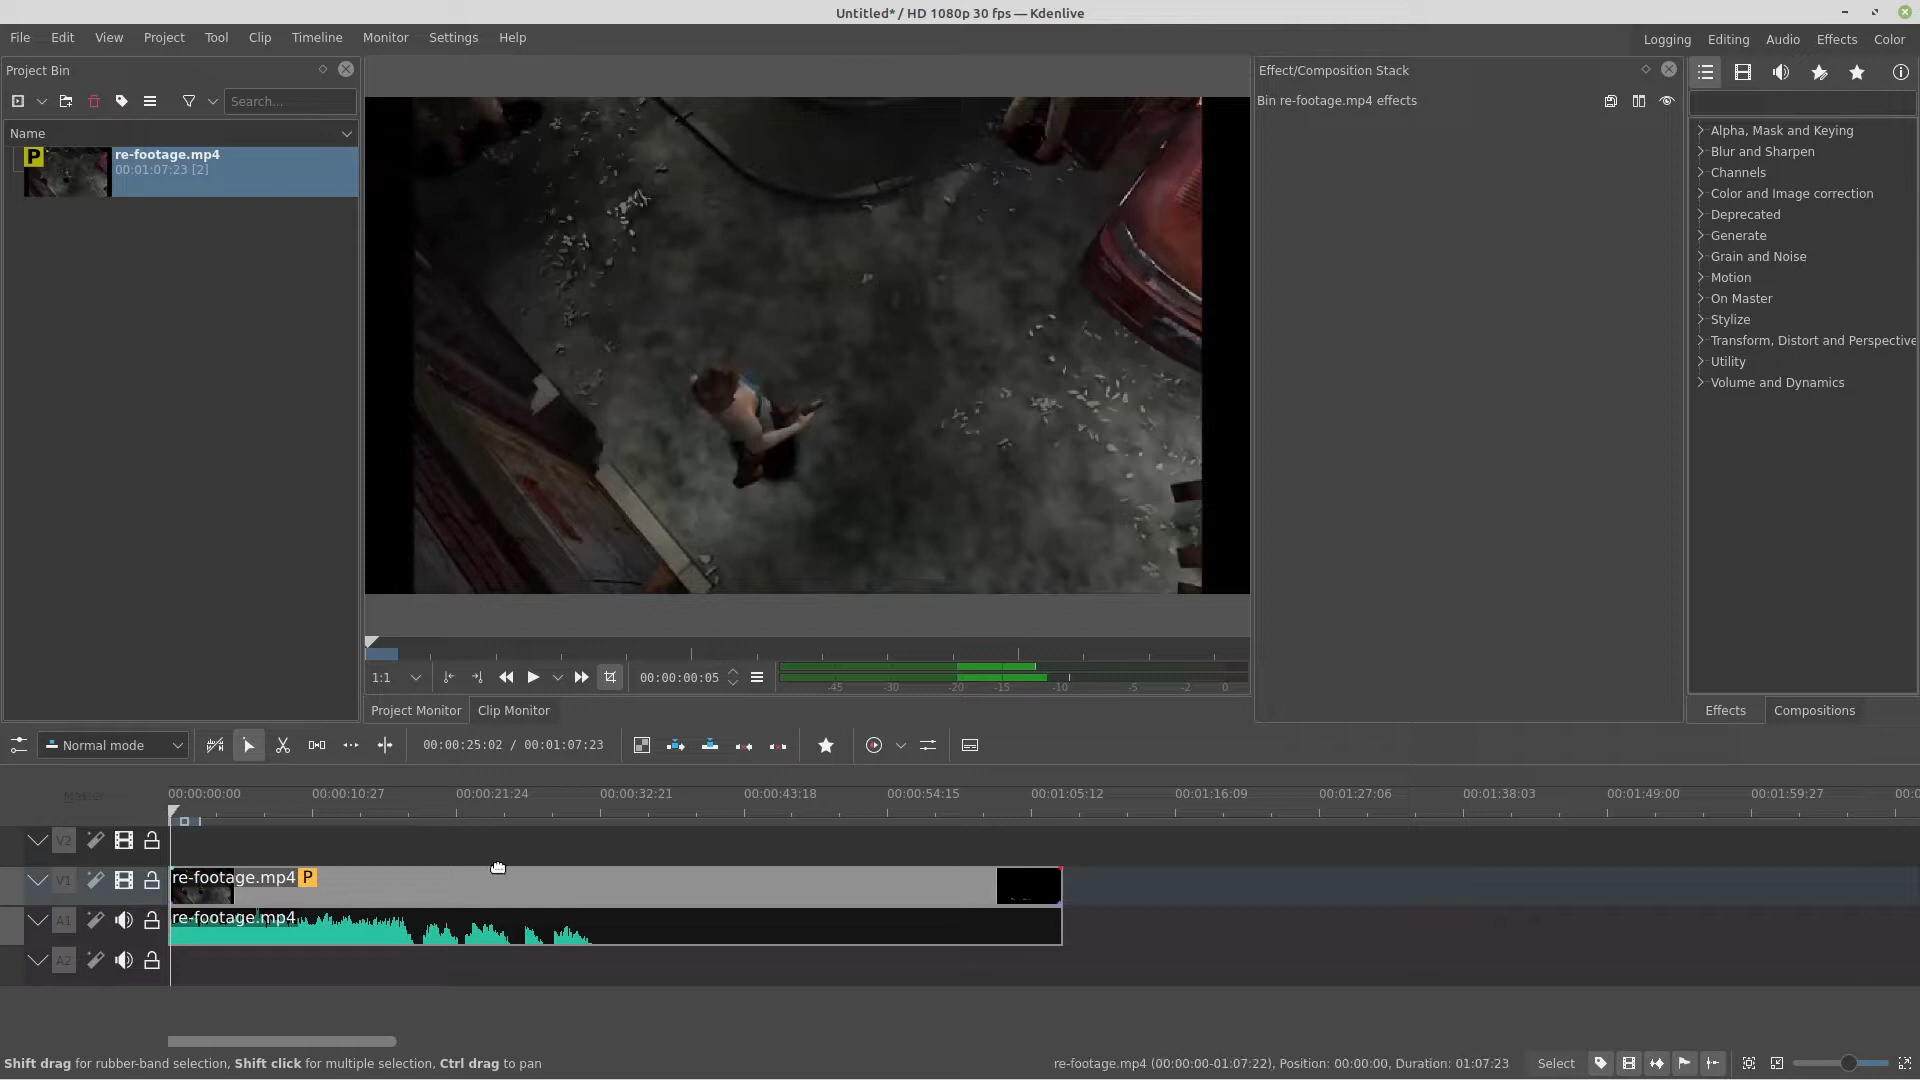 Untitled* / HD 1080p 30 fps — Kdenlive
File Edit View Project Tool Clip Timeline Monitor Settings Help
Logging Editing Audio Effects Color
Project Bin
Search...
Name
P
re-footage.mp4
00:01:07:23 [2]
1:1
00:00:00:05
-45 -30 -20 -15 -10 -5 -2 0
Project Monitor Clip Monitor
Effect/Composition Stack
Bin re-footage.mp4 effects
Alpha, Mask and Keying
Blur and Sharpen
Channels
Color and Image correction
Deprecated
Generate
Grain and Noise
Motion
On Master
Stylize
Transform, Distort and Perspective
Utility
Volume and Dynamics
Effects Compositions
Normal mode
00:00:25:02 / 00:01:07:23
Master
00:00:00:00 00:00:10:27 00:00:21:24 00:00:32:21 00:00:43:18 00:00:54:15 00:01:05:12 00:01:16:09 00:01:27:06 00:01:38:03 00:01:49:00 00:01:59:27 00:0
V2
V1 re-footage.mp4 P
A1 re-footage.mp4
A2
Shift drag for rubber-band selection, Shift click for multiple selection, Ctrl drag to pan
re-footage.mp4 (00:00:00-01:07:22), Position: 00:00:00, Duration: 01:07:23
Select